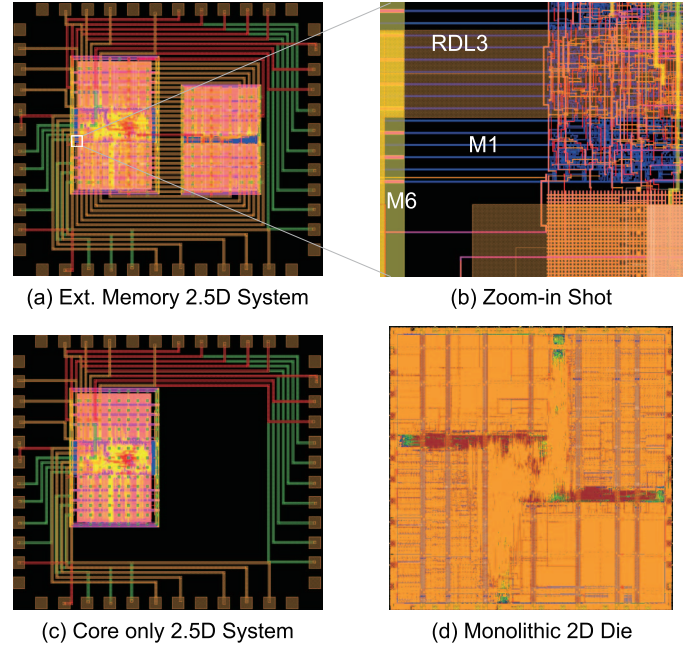 RDL3
M1
M6
(a) Ext. Memory 2.5D System
(b) Zoom-in Shot
(c) Core only 2.5D System
(d) Monolithic 2D Die